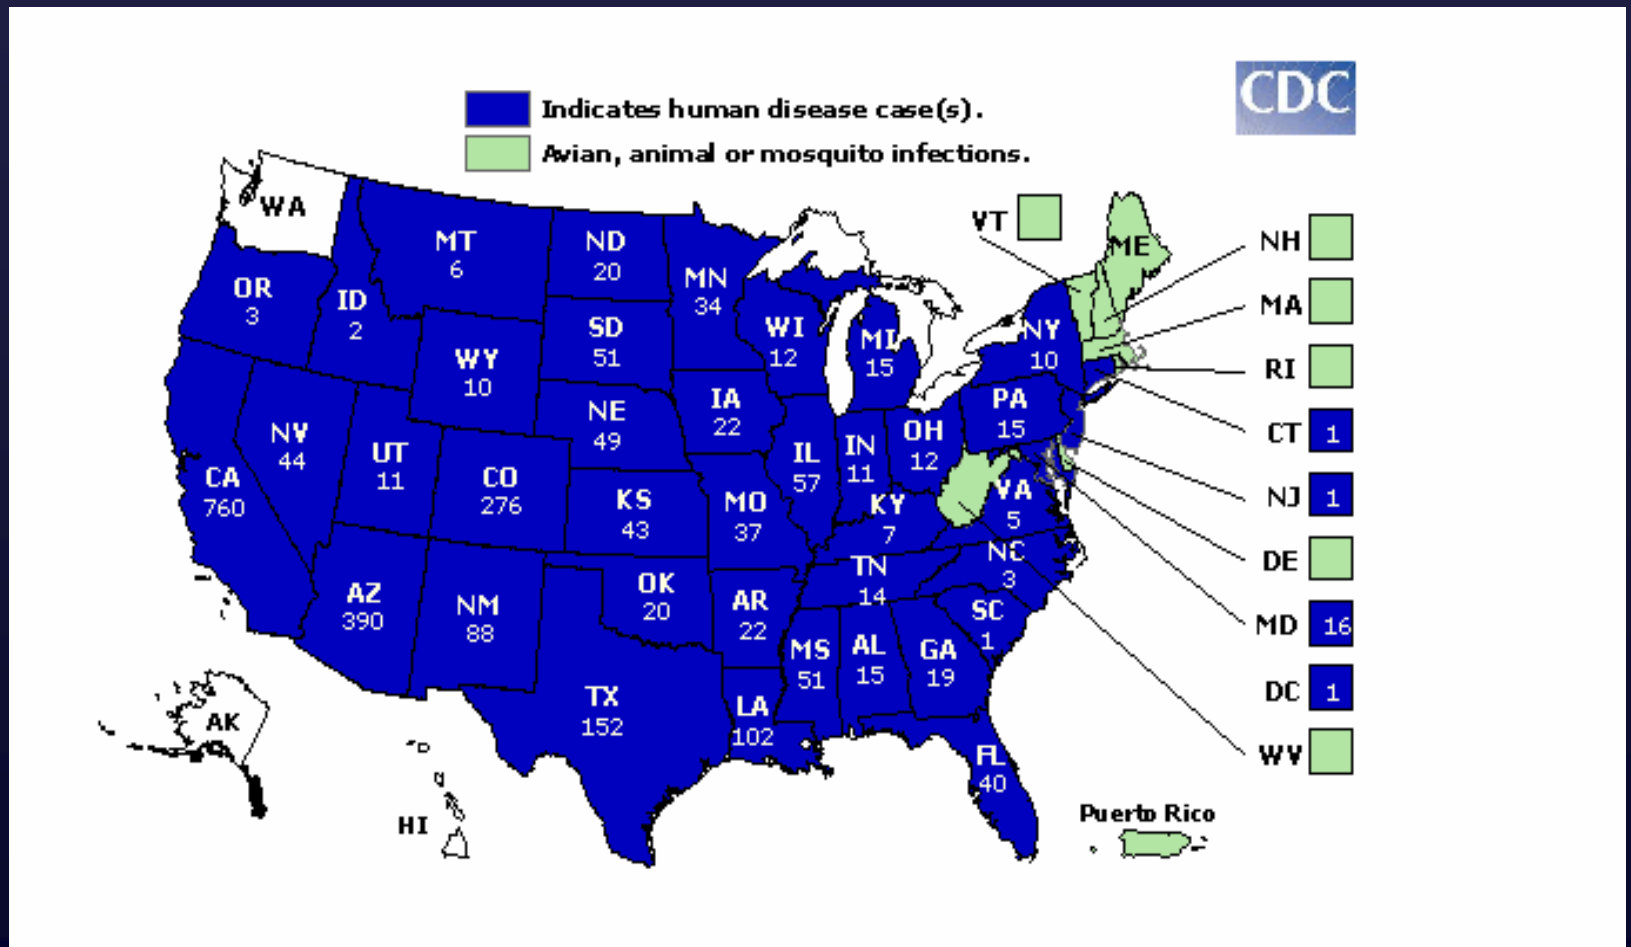 CDC
Indicates human disease case(s).
Avian, animal or mosquito infections.
WA
VT
NH
ME
MT
6
ND
20
MN
34
OR
3
ID
2
MA
SD
51
WI
12
MI
15
NY
10
WY
10
RI
PA
15
NE
49
IA
22
CT 1
NV
44
UT
11
OH
12
IN
11
IL
57
CA
760
CO
276
KS
43
MO
37
KY
7
VA
5
NJ 1
NC
3
DE
TN
14
AZ
390
NM
88
OK
20
AR
22
SC
1
MD 16
MS
51
AL
15
GA
19
DC 1
TX
152
LA
102
AK
FL
40
WV
HI
Puerto Rico